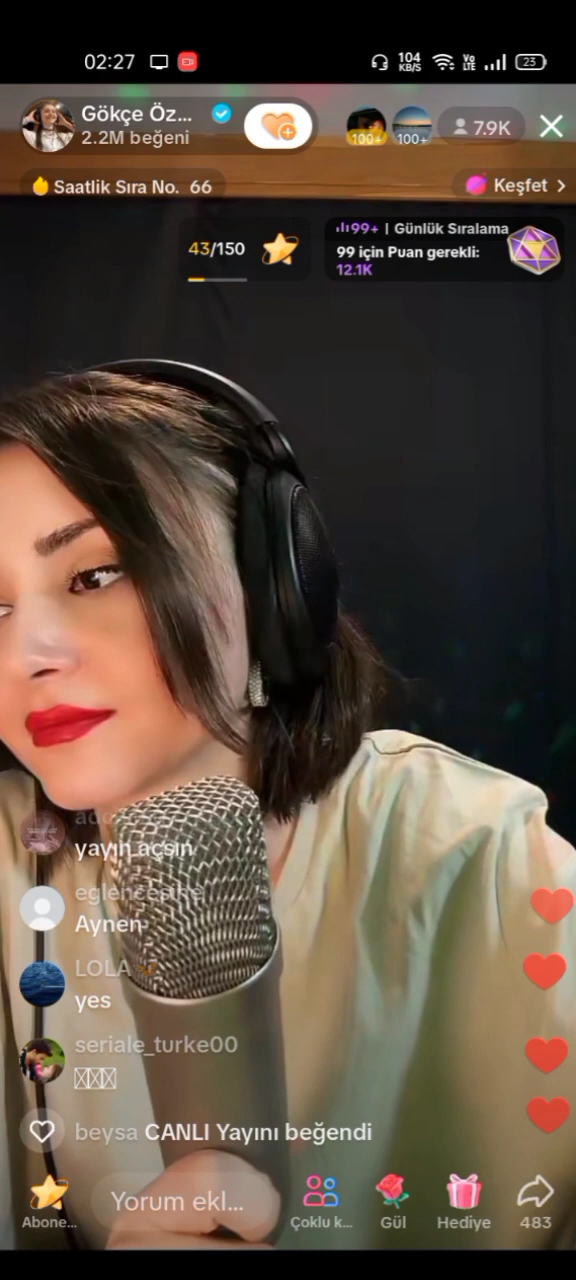 02:27
104
KB/S
Vo
LTE
23
Gökçe Öz...
2.2M beğeni
100+
100+
7.9K
Saatlik Sıra No. 66
Keşfet >
43/150
99+ | Günlük Sıralama
99 için Puan gerekli:
12.1K
yayın açsın
Aynen
LOLA
yes
seriale_turke00
beysa CANLI Yayını beğendi
Yorum ekl...
Abone...
Çoklu k...
Gül
Hediye
483